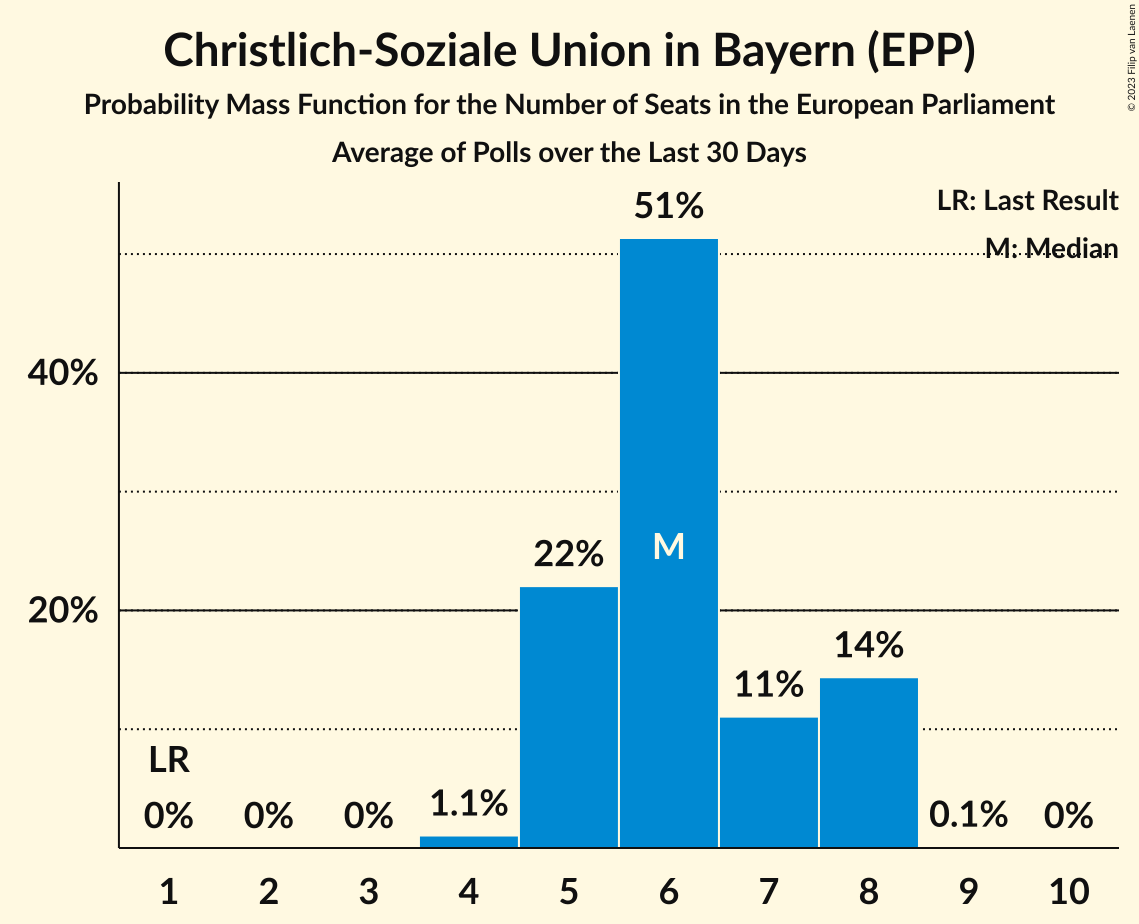 Christlich-Soziale Union in Bayern (EPP)
Probability Mass Function for the Number of Seats in the European Parliament
Average of Polls over the Last 30 Days
© 2023 Filip van Laenen
LR: Last Result
M: Median
51%
40%
22%
M
20%
14%
11%
LR
0% 0% 0% 1.1% 0.1% 0%
1 2 3 4 5 6 7 8 9 10